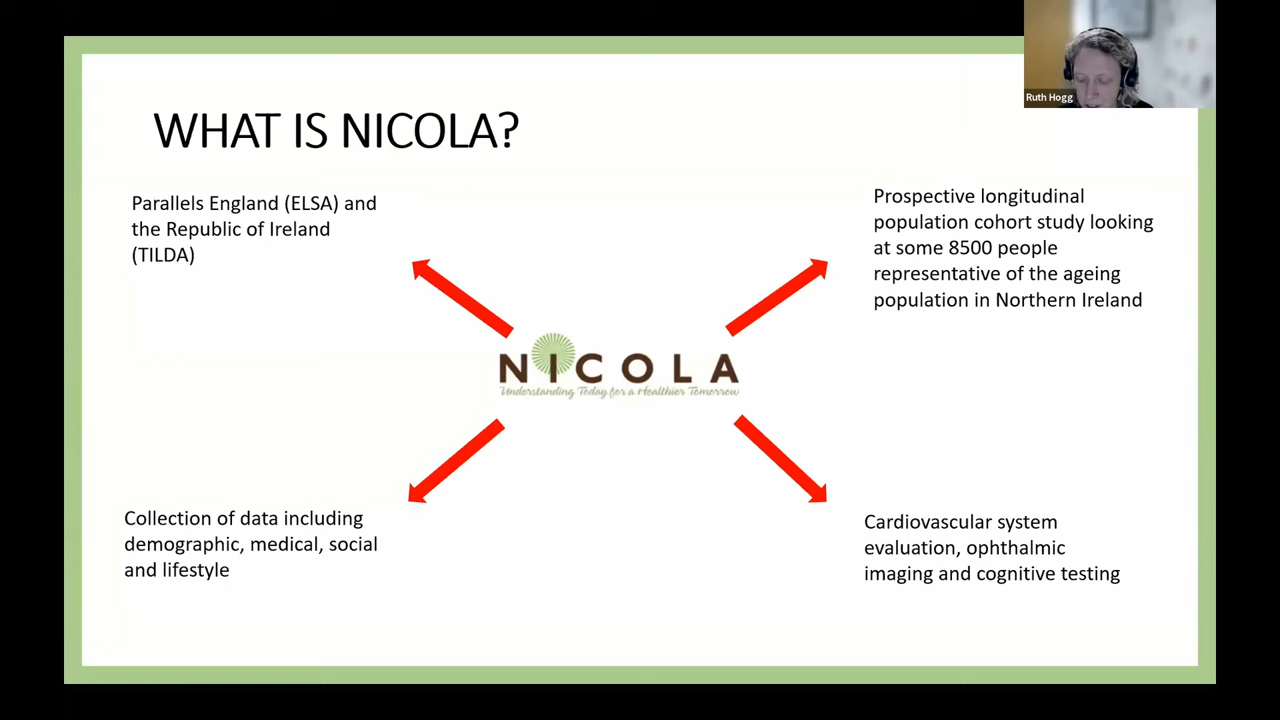 Ruth Hogg
WHAT IS NICOLA?
Parallels England (ELSA) and
the Republic of Ireland
(TILDA)
Prospective longitudinal
population cohort study looking
at some 8500 people
representative of the ageing
population in Northern Ireland
NICOLA
Understanding Today for a Healthier Tomorrow
Collection of data including
demographic, medical, social
and lifestyle
Cardiovascular system
evaluation, ophthalmic
imaging and cognitive testing